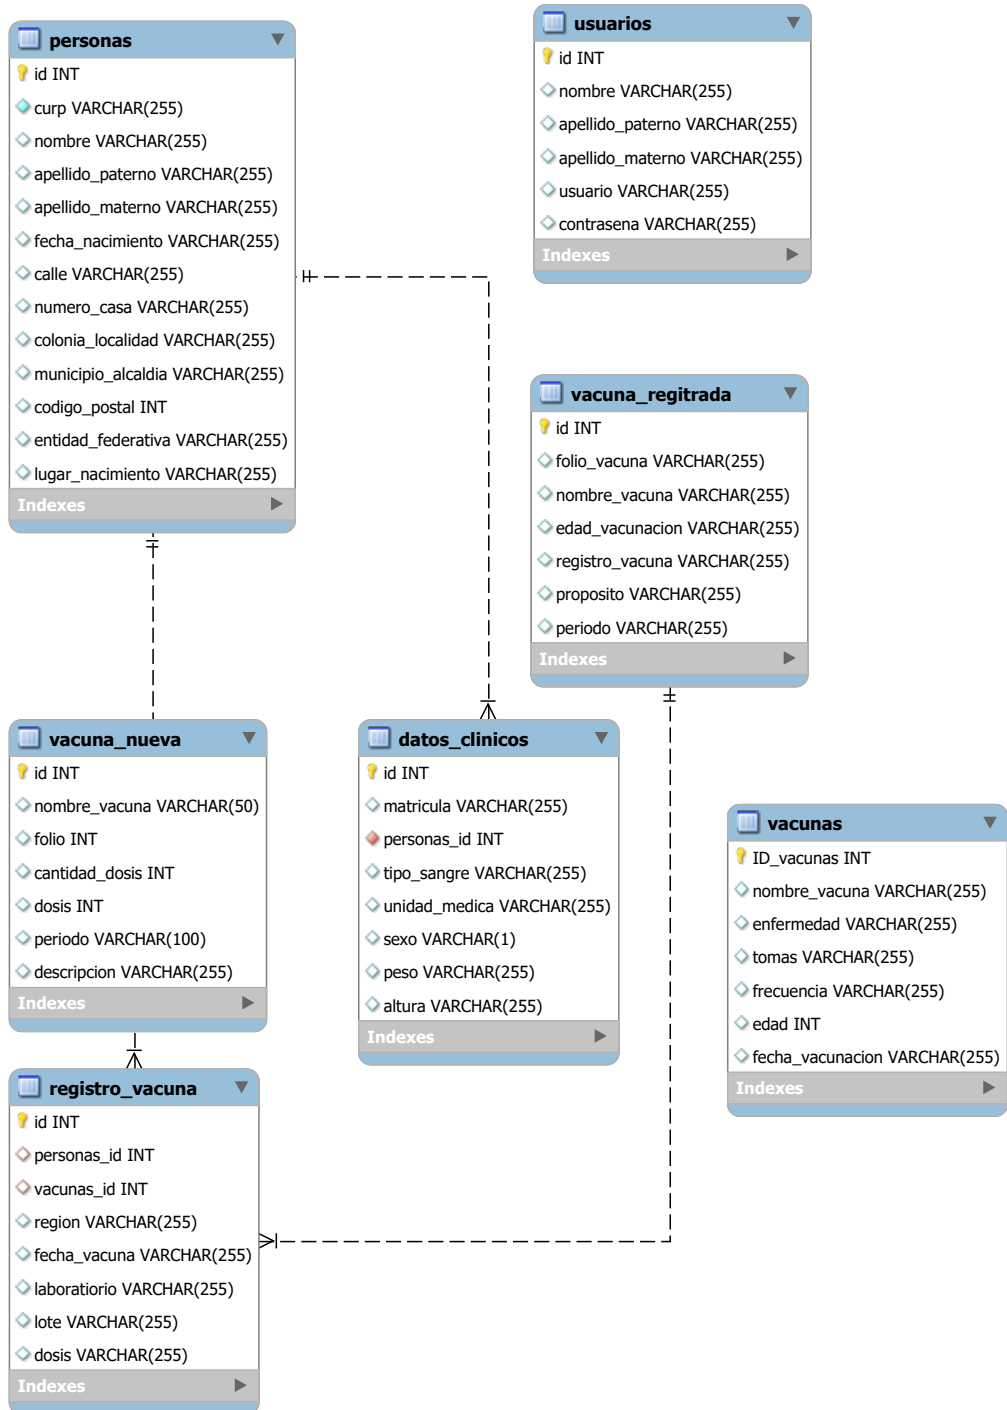 personas
id INT
curp VARCHAR(255)
nombre VARCHAR(255)
apellido_paterno VARCHAR(255)
apellido_materno VARCHAR(255)
fecha_nacimiento VARCHAR(255)
calle VARCHAR(255)
numero_casa VARCHAR(255)
colonia_localidad VARCHAR(255)
municipio_alcaldia VARCHAR(255)
codigo_postal INT
entidad_federativa VARCHAR(255)
lugar_nacimiento VARCHAR(255)
Indexes
usuarios
id INT
nombre VARCHAR(255)
apellido_paterno VARCHAR(255)
apellido_materno VARCHAR(255)
usuario VARCHAR(255)
contrasena VARCHAR(255)
Indexes
vacuna_regitrada
id INT
folio_vacuna VARCHAR(255)
nombre_vacuna VARCHAR(255)
edad_vacunacion VARCHAR(255)
registro_vacuna VARCHAR(255)
proposito VARCHAR(255)
periodo VARCHAR(255)
Indexes
vacuna_nueva
id INT
nombre_vacuna VARCHAR(50)
folio INT
cantidad_dosis INT
dosis INT
periodo VARCHAR(100)
descripcion VARCHAR(255)
Indexes
datos_clinicos
id INT
matricula VARCHAR(255)
personas_id INT
tipo_sangre VARCHAR(255)
unidad_medica VARCHAR(255)
sexo VARCHAR(1)
peso VARCHAR(255)
altura VARCHAR(255)
Indexes
vacunas
ID_vacunas INT
nombre_vacuna VARCHAR(255)
enfermedad VARCHAR(255)
tomas VARCHAR(255)
frecuencia VARCHAR(255)
edad INT
fecha_vacunacion VARCHAR(255)
Indexes
registro_vacuna
id INT
personas_id INT
vacunas_id INT
region VARCHAR(255)
fecha_vacuna VARCHAR(255)
laboratiorio VARCHAR(255)
lote VARCHAR(255)
dosis VARCHAR(255)
Indexes